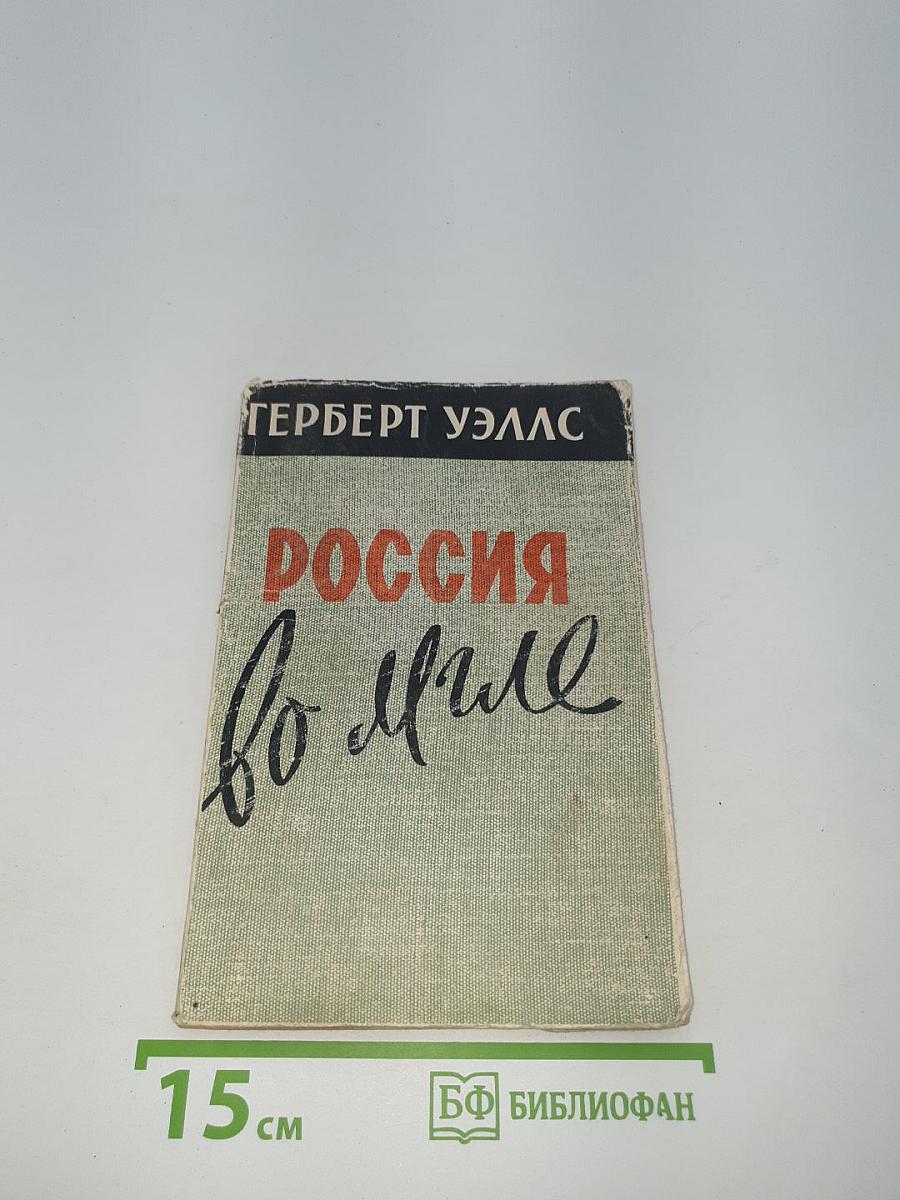 ГЕРБЕРТ УЭЛЛС
РОССИЯ
во мгле
15 см
БФ БИБЛИОФАН